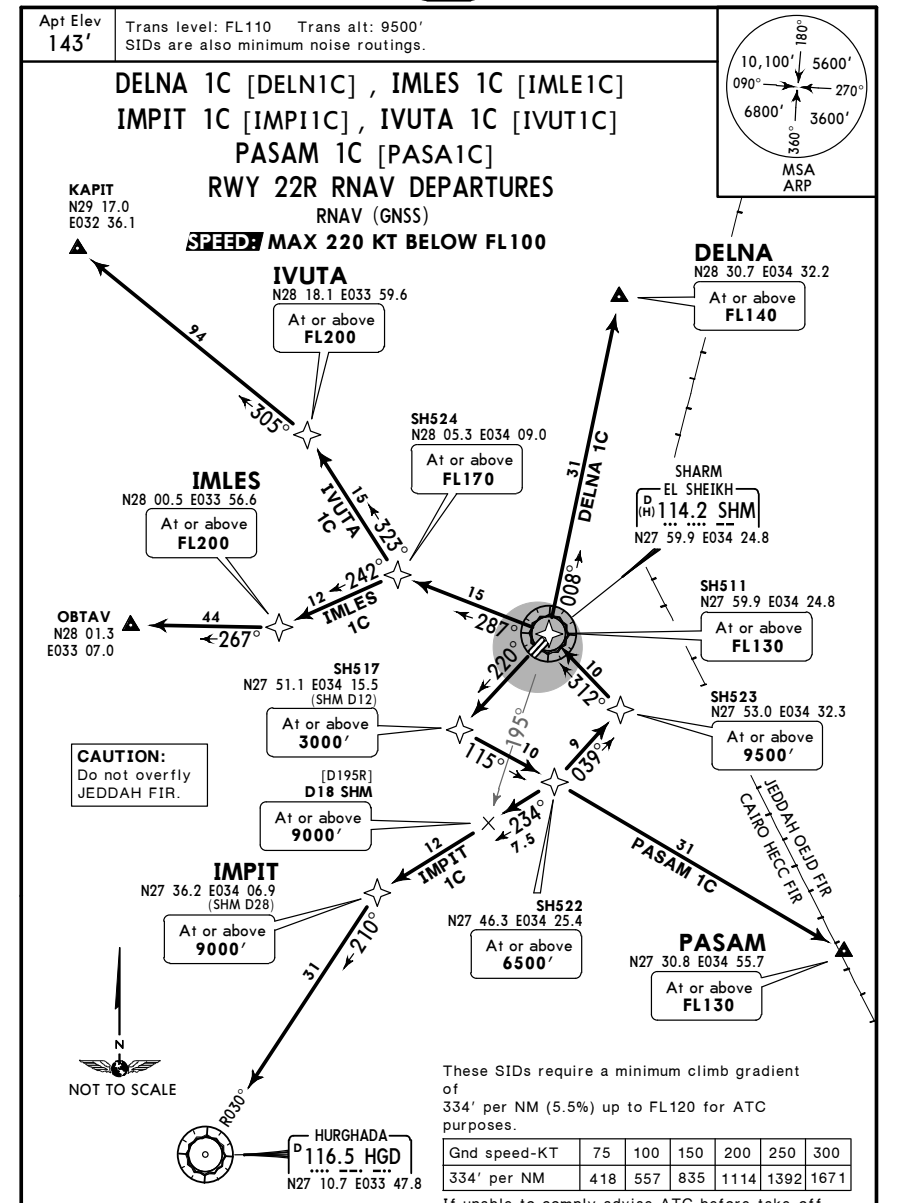 Apt Elev
143'
Trans level: FL110 Trans alt: 9500'
SIDs are also minimum noise routings.
180°
10,100' 5600'
090° 270°
6800' 3600'
360°
MSA
ARP
DELNA 1C [DELN1C] , IMLES 1C [IMLE1C]
IMPIT 1C [IMPI1C] , IVUTA 1C [IVUT1C]
PASAM 1C [PASA1C]
RWY 22R RNAV DEPARTURES
RNAV (GNSS)
SPEED: MAX 220 KT BELOW FL100
KAPIT
N29 17.0
E032 36.1
IVUTA
N28 18.1 E033 59.6
At or above
FL200
DELNA
N28 30.7 E034 32.2
At or above
FL140
94
305°
SH524
N28 05.3 E034 09.0
At or above
FL170
IMLES
N28 00.5 E033 56.6
At or above
FL200
15
323°
IVUTA
1C
31
DELNA 1C
008°
SHARM
EL SHEIKH
D
(H) 114.2 SHM
N27 59.9 E034 24.8
12
242°
IMLES
1C
15
287°
SH511
N27 59.9 E034 24.8
At or above
FL130
OBTAV
N28 01.3
E033 07.0
44
267°
220°
10
312°
SH517
N27 51.1 E034 15.5
(SHM D12)
At or above
3000'
SH523
N27 53.0 E034 32.3
At or above
9500'
195°
10
115°
9
039°
CAUTION:
Do not overfly
JEDDAH FIR.
[D195R]
D18 SHM
At or above
9000'
234°
7.5
12
IMPIT
1C
31
PASAM 1C
JEDDAH OEJD FIR
CAIRO HECC FIR
IMPIT
N27 36.2 E034 06.9
(SHM D28)
At or above
9000'
SH522
N27 46.3 E034 25.4
At or above
6500'
PASAM
N27 30.8 E034 55.7
At or above
FL130
210°
31
N
NOT TO SCALE
R030°
HURGHADA
D 116.5 HGD
N27 10.7 E033 47.8
These SIDs require a minimum climb gradient
of
334' per NM (5.5%) up to FL120 for ATC
purposes.
Gnd speed-KT 75 100 150 200 250 300
334' per NM 418 557 835 1114 1392 1671
If unable to comply advise ATC before take-off.